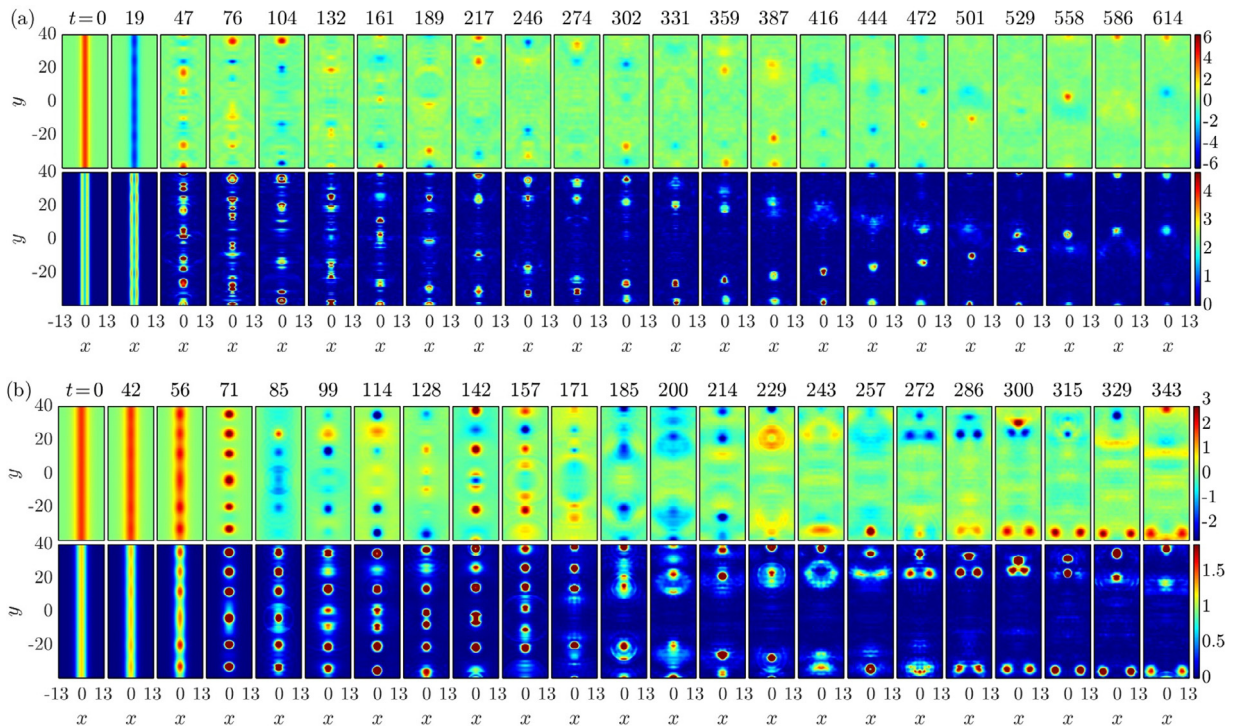 (a) t=0 19 47 76 104 132 161 189 217 246 274 302 331 359 387 416 444 472 501 529 558 586 614
40 20 0 -20 y
6 4 2 0 -2 -4 -6
40 20 0 -20 y
4 3 2 1 0
-13 0 13 0 13 0 13 0 13 0 13 0 13 0 13 0 13 0 13 0 13 0 13 0 13 0 13 0 13 0 13 0 13 0 13 0 13 0 13 0 13 0 13 0 13 0 13
x x x x x x x x x x x x x x x x x x x x x x x
(b) t=0 42 56 71 85 99 114 128 142 157 171 185 200 214 229 243 257 272 286 300 315 329 343
40 20 0 -20 y
3 2 1 0 -1 -2
40 20 0 -20 y
1.5 1 0.5 0
-13 0 13 0 13 0 13 0 13 0 13 0 13 0 13 0 13 0 13 0 13 0 13 0 13 0 13 0 13 0 13 0 13 0 13 0 13 0 13 0 13 0 13 0 13 0 13
x x x x x x x x x x x x x x x x x x x x x x x